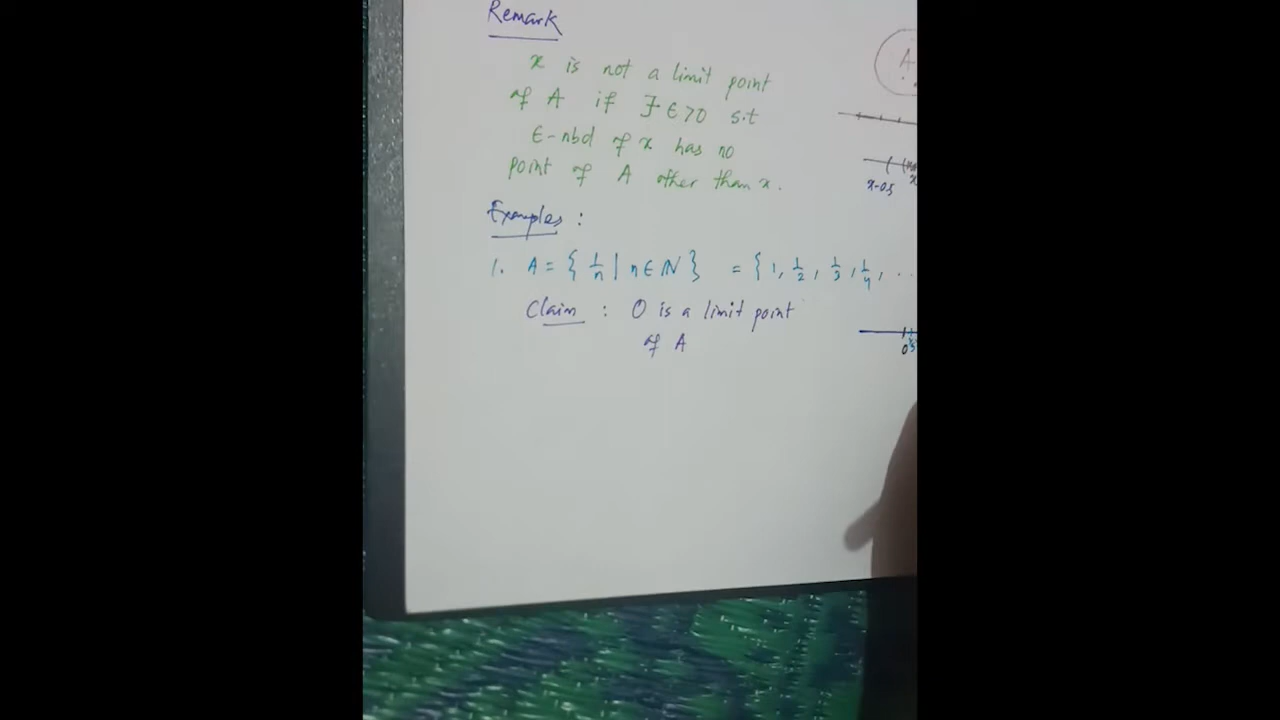 Remark
x is not a limit point
of A if ∃ ε>0 s.t
ε-nbd of x has no
point of A other than x.
A
x-0.5
Examples :
1. A = { 1/n | n ∈ ℕ } = { 1, 1/2, 1/3, 1/4, ..
Claim : 0 is a limit point
of A
0